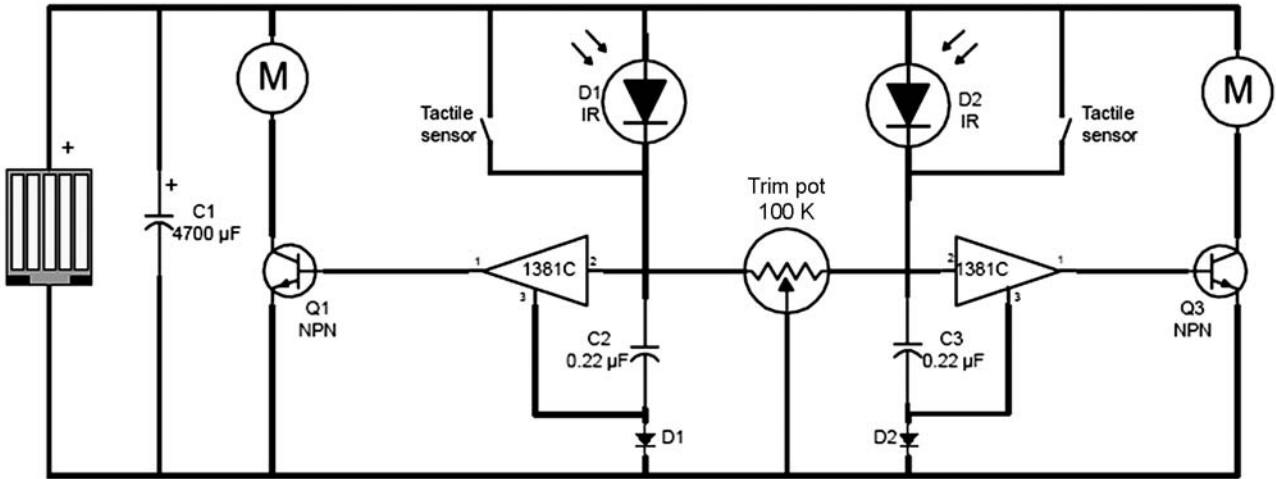 M
M
+
+
C1
4700 µF
Tactile
sensor
D1
IR
D2
IR
Tactile
sensor
Trim pot
100 K
1
1381C
2
3
2
1381C
1
3
Q1
NPN
Q3
NPN
C2
0.22 µF
C3
0.22 µF
D1
D2